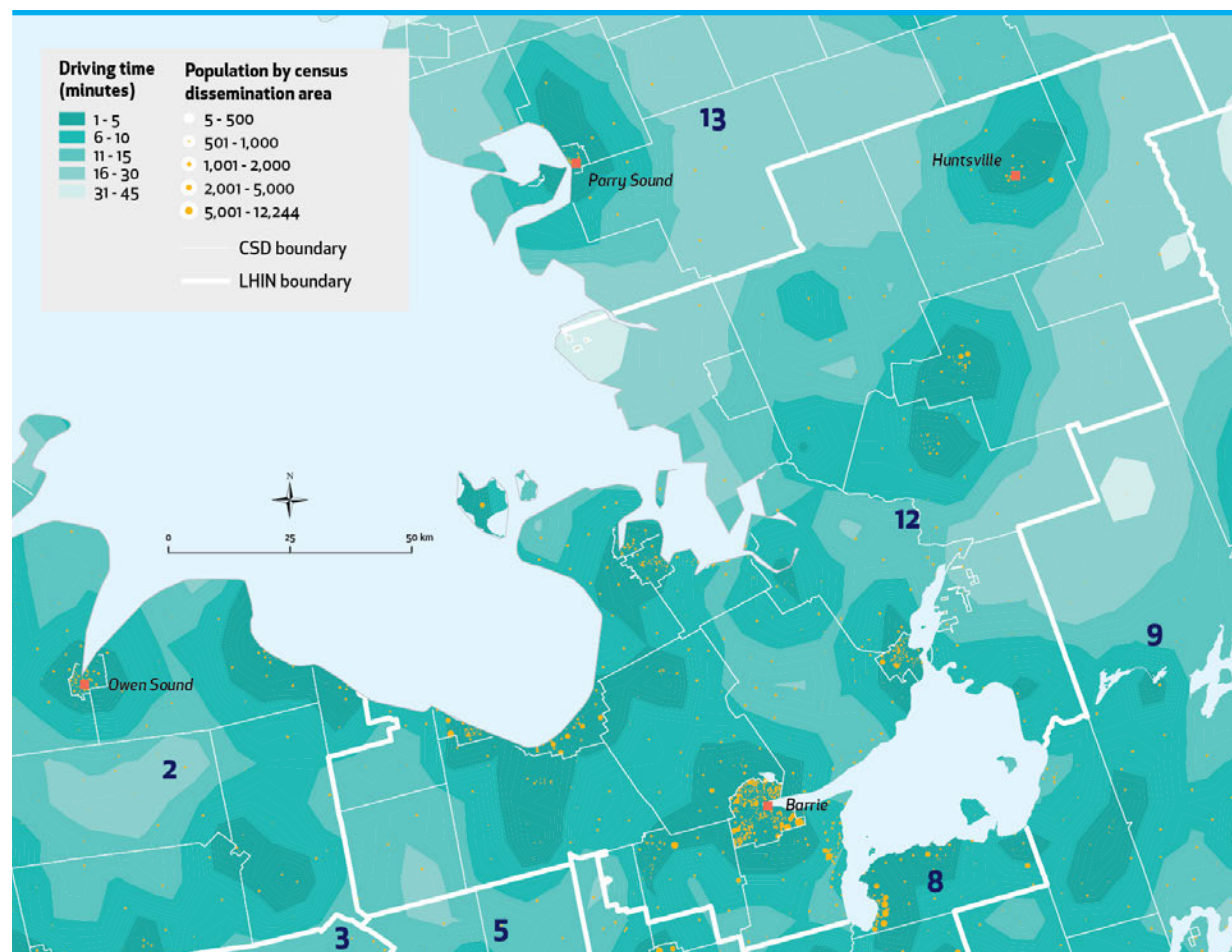 Driving time
(minutes)
1 - 5
6 - 10
11 - 15
16 - 30
31 - 45
Population by census
dissemination area
5 - 500
501 - 1,000
1,001 - 2,000
2,001 - 5,000
5,001 - 12,244
CSD boundary
LHIN boundary
13
Parry Sound
Huntsville
N
0 25 50 km
12
9
Owen Sound
2
Barrie
8
3
5